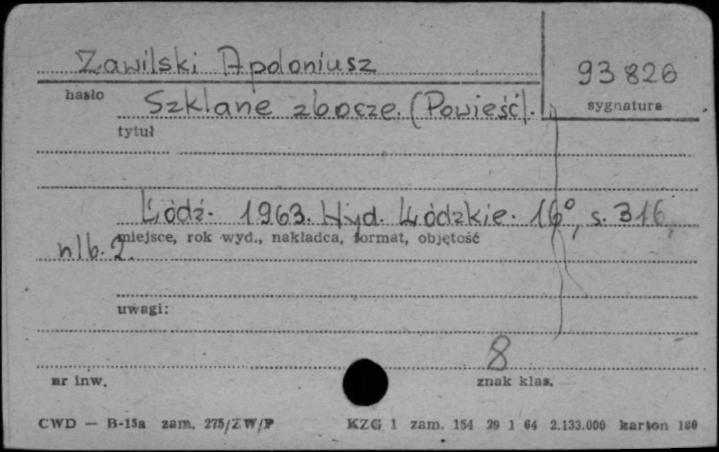 Zawilski Apoloniusz
93 826
hasło
sygnatura
Szklane zbocze. (Powieść).
tytuł
Łódź. 1963. Wyd. Łódzkie. 16°, s. 316,
miejsce, rok wyd., nakładca, format, objętość
nlb. 2.
uwagi:
8
nr inw.
znak klas.
CWD — B-15a zam. 275/ZW/P KZG 1 zam. 154 29 1 64 2.133.000 karton 180